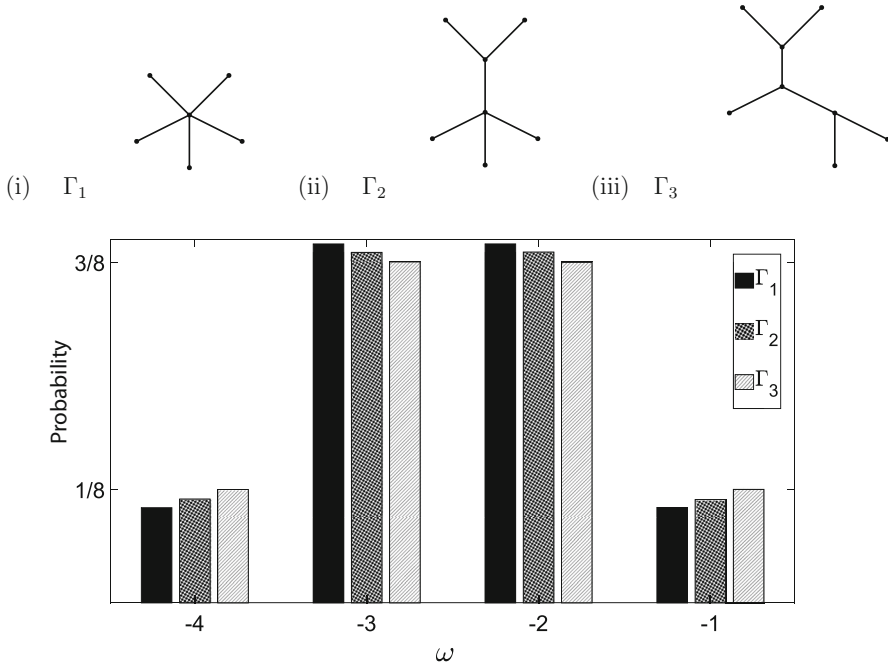 (i) Γ₁ (ii) Γ₂ (iii) Γ₃
3/8
1/8
Probability
Γ₁
Γ₂
Γ₃
-4 -3 -2 -1
ω